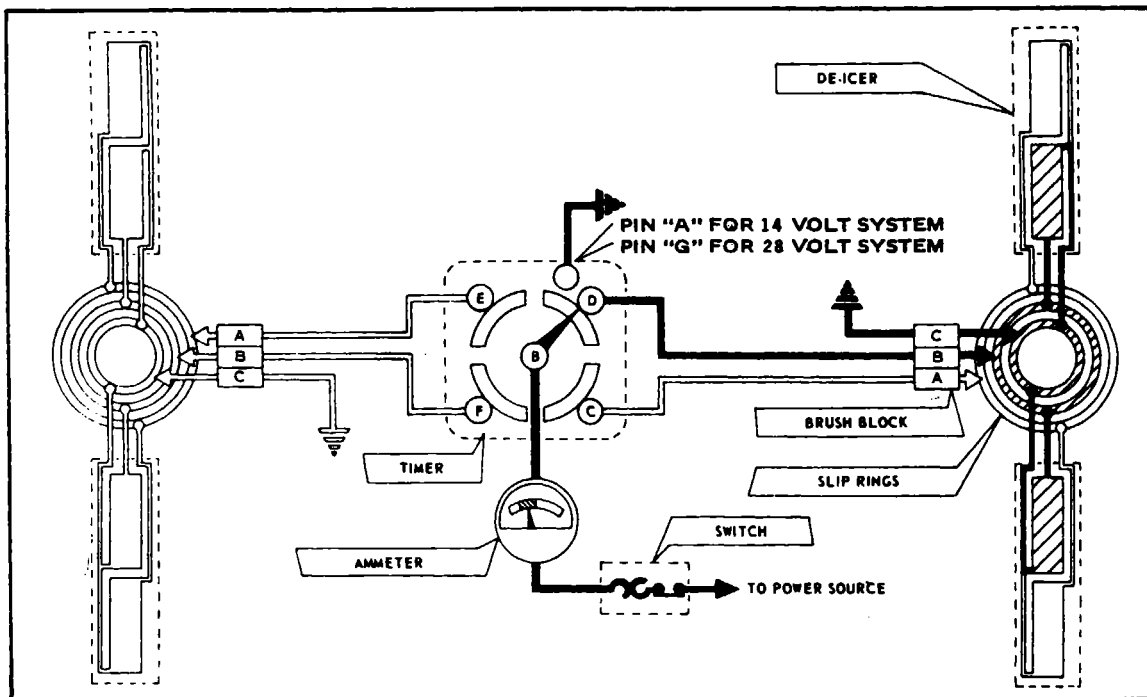 DE-ICER
PIN "A" FOR 14 VOLT SYSTEM
PIN "G" FOR 28 VOLT SYSTEM
E
D
A
B
C
B
C
B
A
F
C
BRUSH BLOCK
TIMER
SLIP RINGS
SWITCH
AMMETER
TO POWER SOURCE